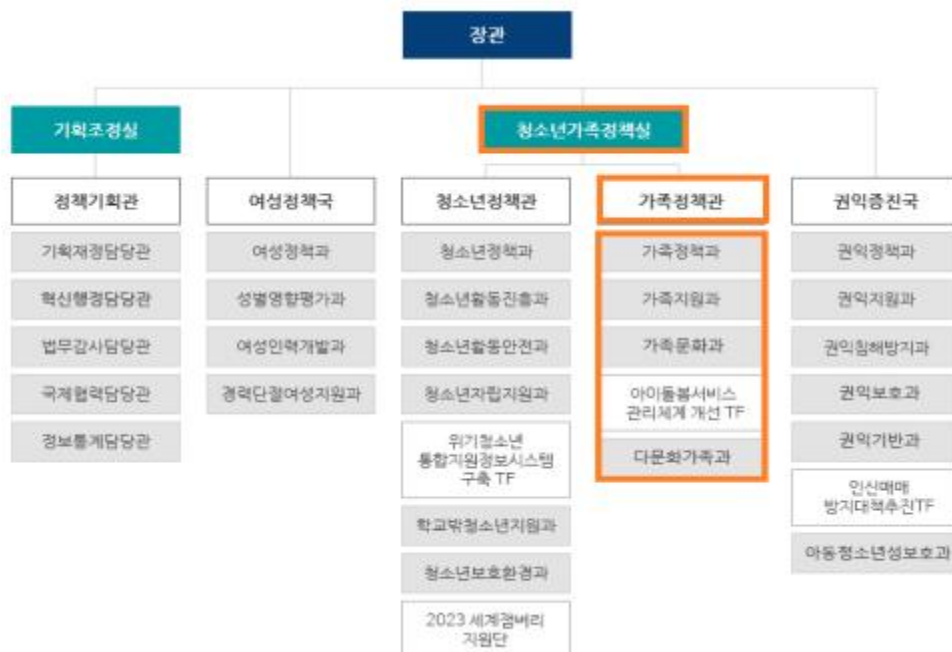 장관
기획조정실
청소년가족정책실
정책기획관
여성정책국
청소년정책관
가족정책관
권익증진국
기획재정담당관
혁신행정담당관
법무감사담당관
국제협력담당관
정보통계담당관
여성정책과
성별영향평가과
여성인력개발과
경력단절여성지원과
청소년정책과
청소년활동진흥과
청소년활동안전과
청소년자립지원과
위기청소년
통합지원정보시스템
구축 TF
학교밖청소년지원과
청소년보호환경과
2023 세계잼버리
지원단
가족정책과
가족지원과
가족문화과
아이돌봄서비스
관리체계 개선 TF
다문화가족과
권익정책과
권익지원과
권익침해방지과
권익보호과
권익기반과
인신매매
방지대책추진TF
아동청소년성보호과